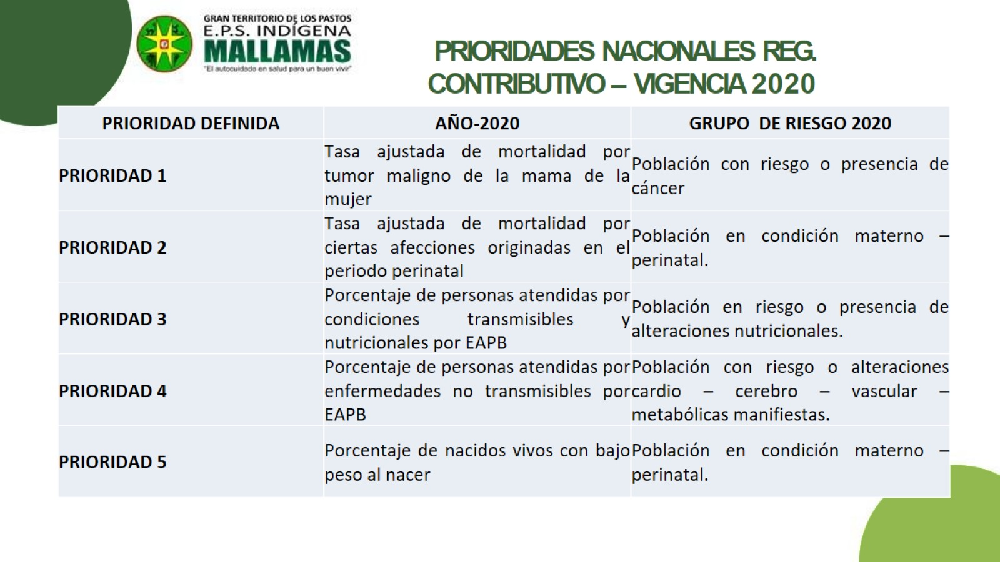 GRAN TERRITORIO DE LOS PASTOS
E.P.S. INDÍGENA
MALLAMAS
"El autocuidado en salud para un buen vivir"
PRIORIDADES NACIONALES REG.
CONTRIBUTIVO – VIGENCIA 2020
PRIORIDAD DEFINIDA
AÑO-2020
GRUPO DE RIESGO 2020
PRIORIDAD 1
Tasa ajustada de mortalidad por
tumor maligno de la mama de la
mujer
Población con riesgo o presencia de
cáncer
PRIORIDAD 2
Tasa ajustada de mortalidad por
ciertas afecciones originadas en el
periodo perinatal
Población en condición materno –
perinatal.
PRIORIDAD 3
Porcentaje de personas atendidas por
condiciones transmisibles y
nutricionales por EAPB
Población en riesgo o presencia de
alteraciones nutricionales.
PRIORIDAD 4
Porcentaje de personas atendidas por
enfermedades no transmisibles por
EAPB
Población con riesgo o alteraciones
cardio – cerebro – vascular –
metabólicas manifiestas.
PRIORIDAD 5
Porcentaje de nacidos vivos con bajo
peso al nacer
Población en condición materno –
perinatal.